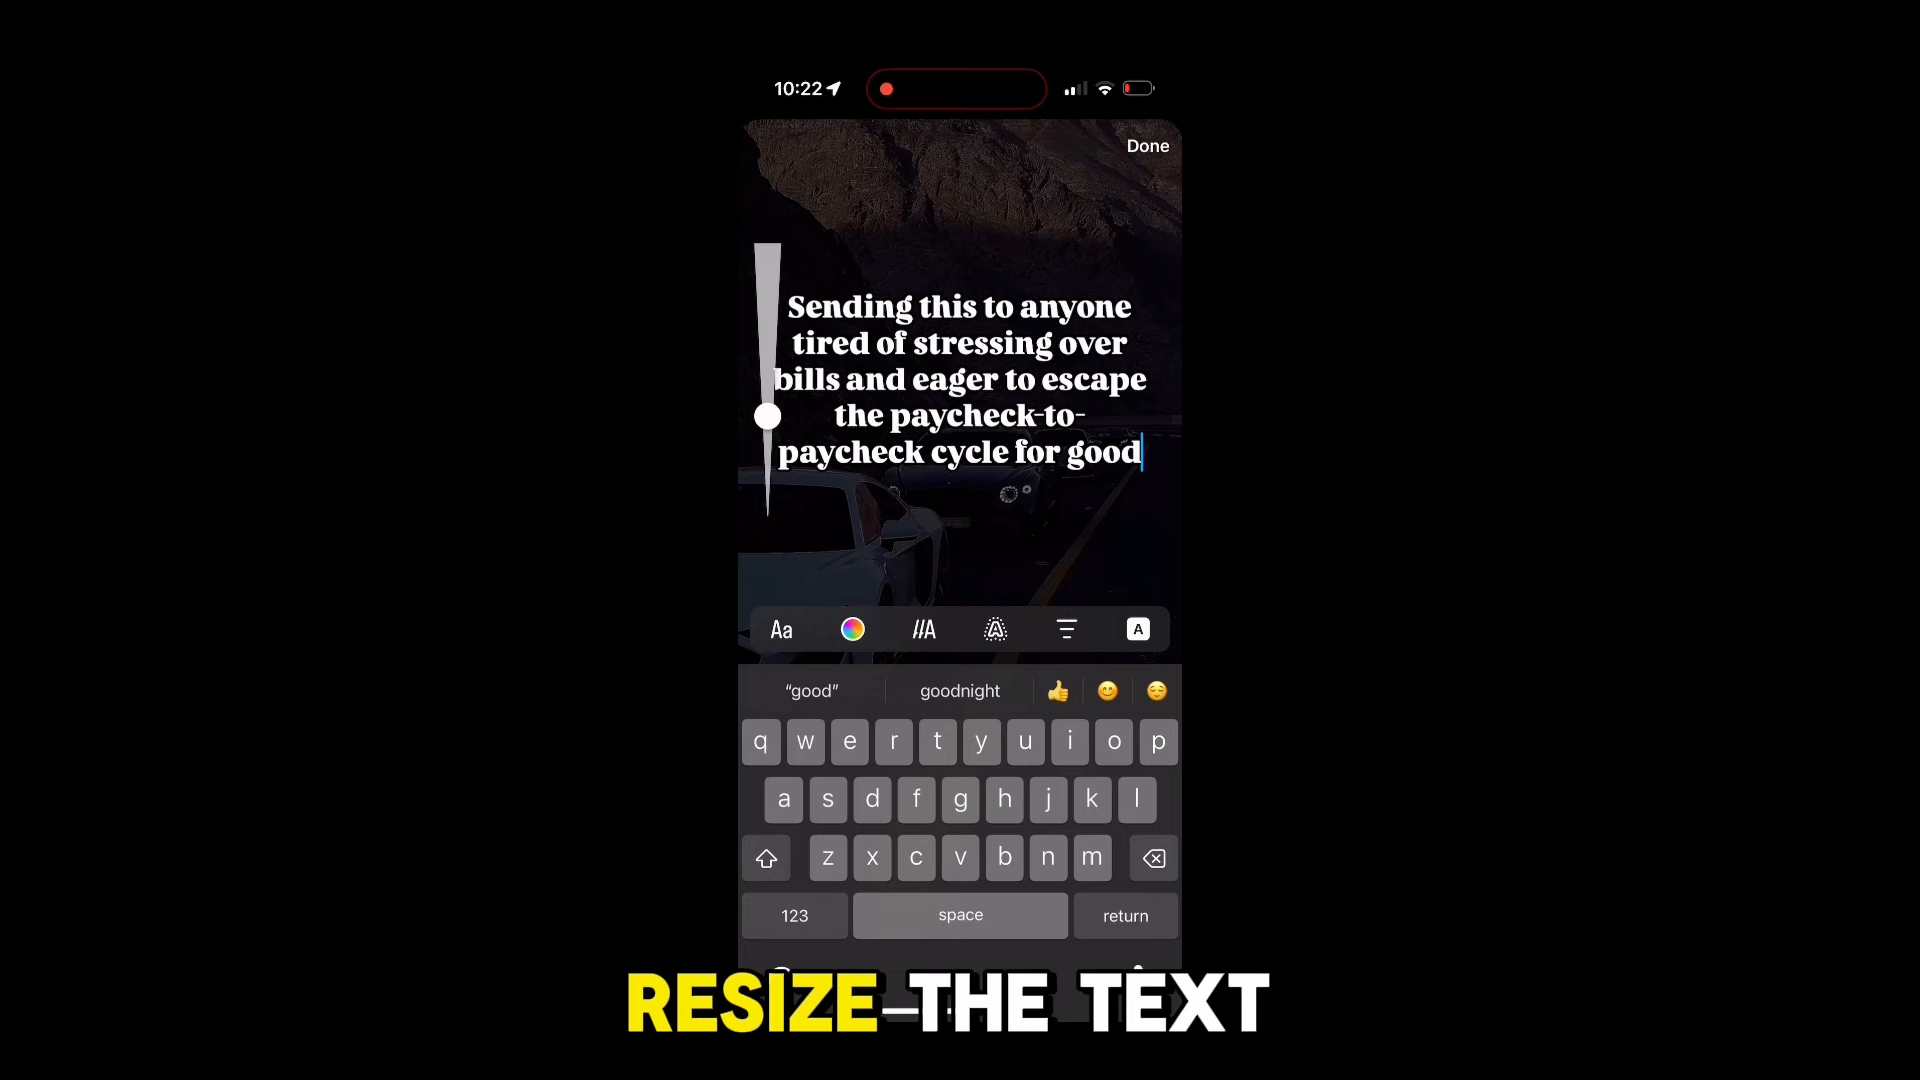 10:22
Done
Sending this to anyone
tired of stressing over
bills and eager to escape
the paycheck-to-
paycheck cycle for good
Aa
//A
A
A
“good” goodnight
q w e r t y u i o p
a s d f g h j k l
z x c v b n m
123 space return
RESIZE THE TEXT